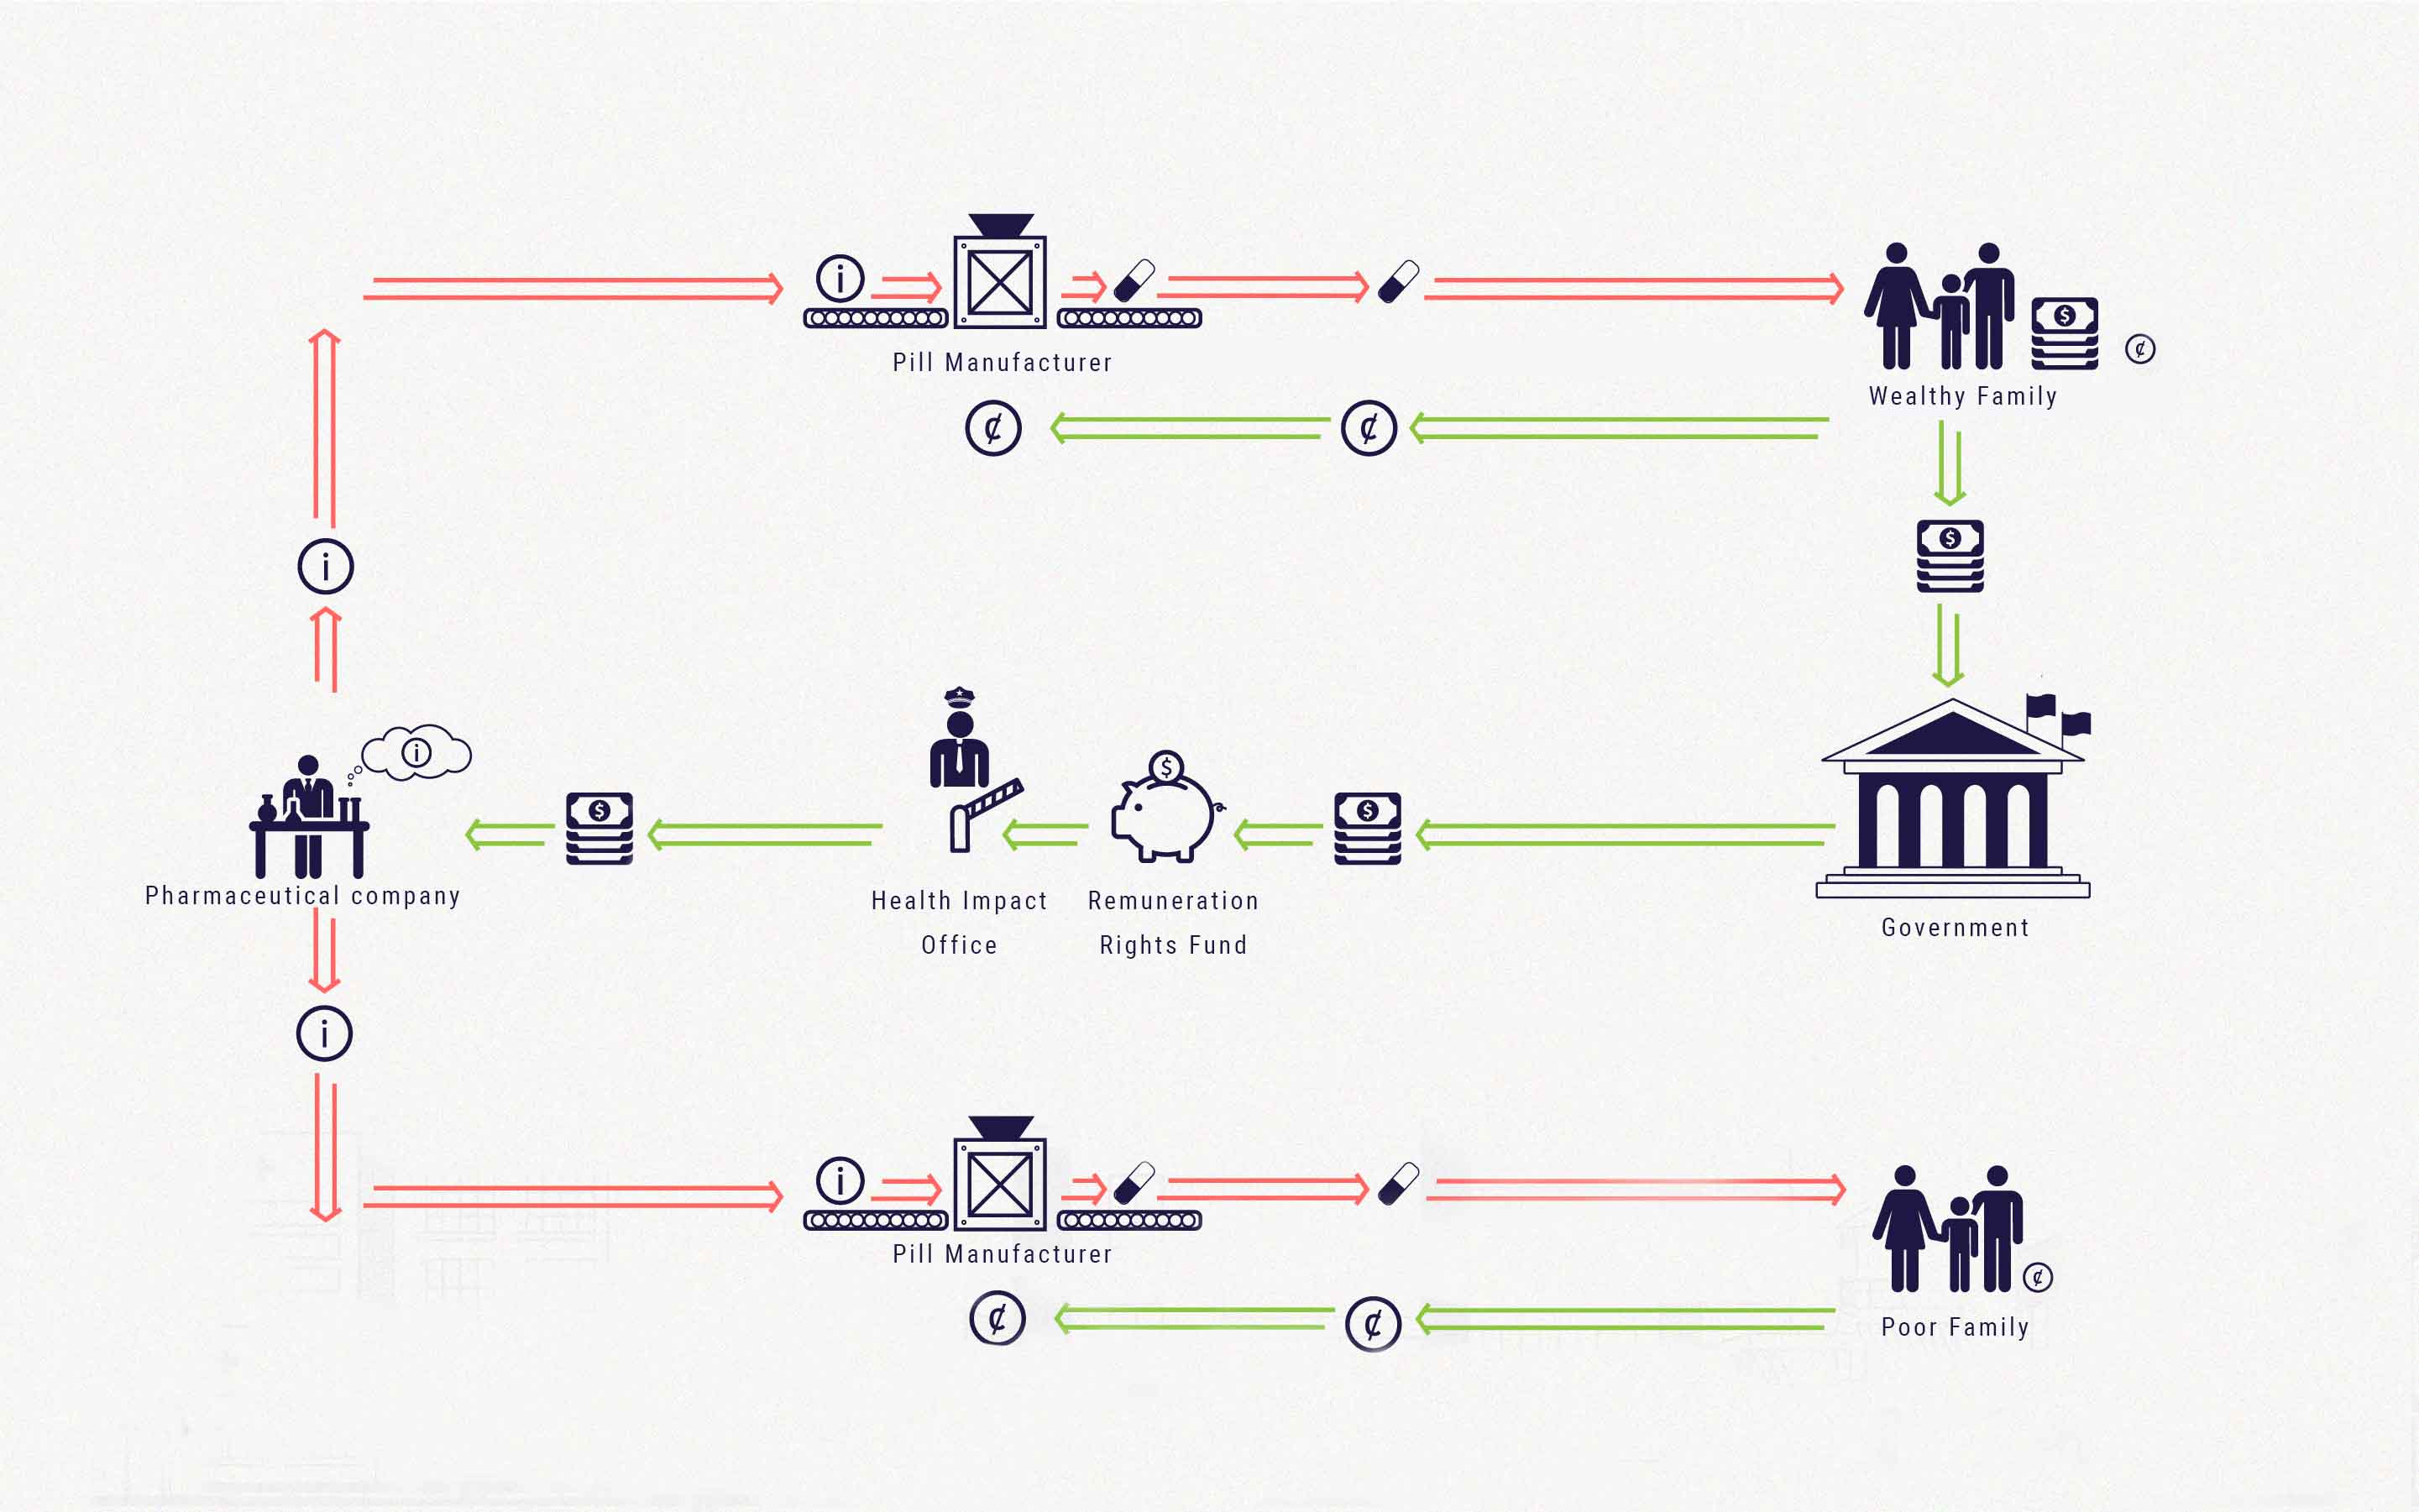 i
Pill Manufacturer
$
¢
Wealthy Family
¢
¢
$
i
i
$
$
$
Pharmaceutical company
Health Impact
Office
Remuneration
Rights Fund
Government
i
i
Pill Manufacturer
¢
¢
¢
Poor Family